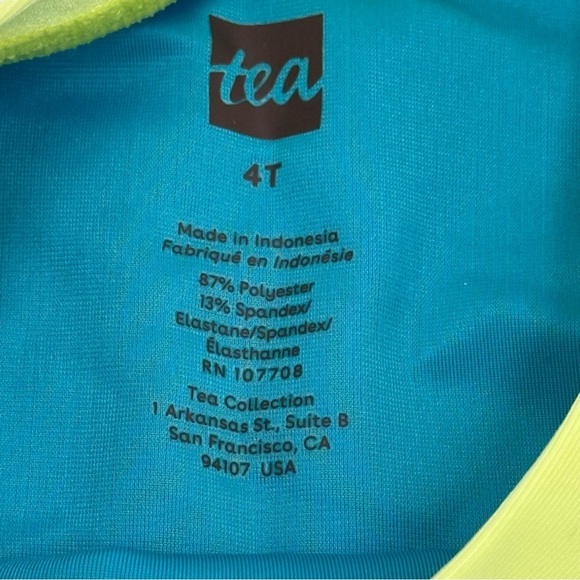 tea
4T
Made in Indonesia
Fabriqué en Indonésie
87% Polyester
13% Spandex/
Elastane/Spandex/
Élasthanne
RN 107708
Tea Collection
1 Arkansas St., Suite B
San Francisco, CA
94107 USA